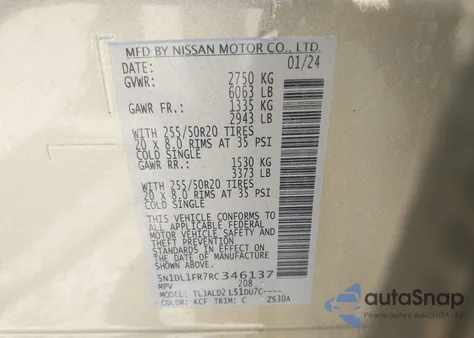 MFD BY NISSAN MOTOR CO., LTD.
DATE: 01/24
GVWR: 2750 KG
6063 LB
GAWR FR.: 1335 KG
2943 LB
WITH 255/50R20 TIRES
20 x 8.0 RIMS AT 35 PSI
COLD SINGLE
GAWR RR.: 1530 KG
3373 LB
WITH 255/50R20 TIRES
20 x 8.0 RIMS AT 35 PSI
COLD SINGLE
THIS VEHICLE CONFORMS TO
ALL APPLICABLE FEDERAL
MOTOR VEHICLE SAFETY AND
THEFT PREVENTION
STANDARDS IN EFFECT ON
THE DATE OF MANUFACTURE
SHOWN ABOVE.
5N1DL1FR7RC346137
MPV 208
MODEL: TLJALD2 L51DU7C----
COLOR: KCF TRIM: C ZS30A
autoSnap